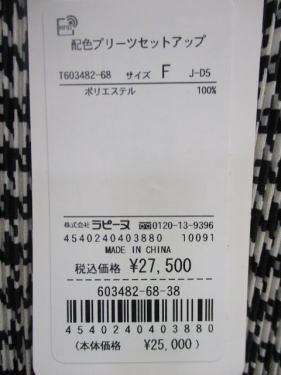 配色プリーツセットアップ
T603482-68 サイズ F J-D5
ポリエステル 100%
株式会社 ラピーヌ 0120-13-9396
4540240403880 10091
MADE IN CHINA
税込価格 ¥27,500
603482-68-38
4540240403880
(本体価格 ¥25,000)